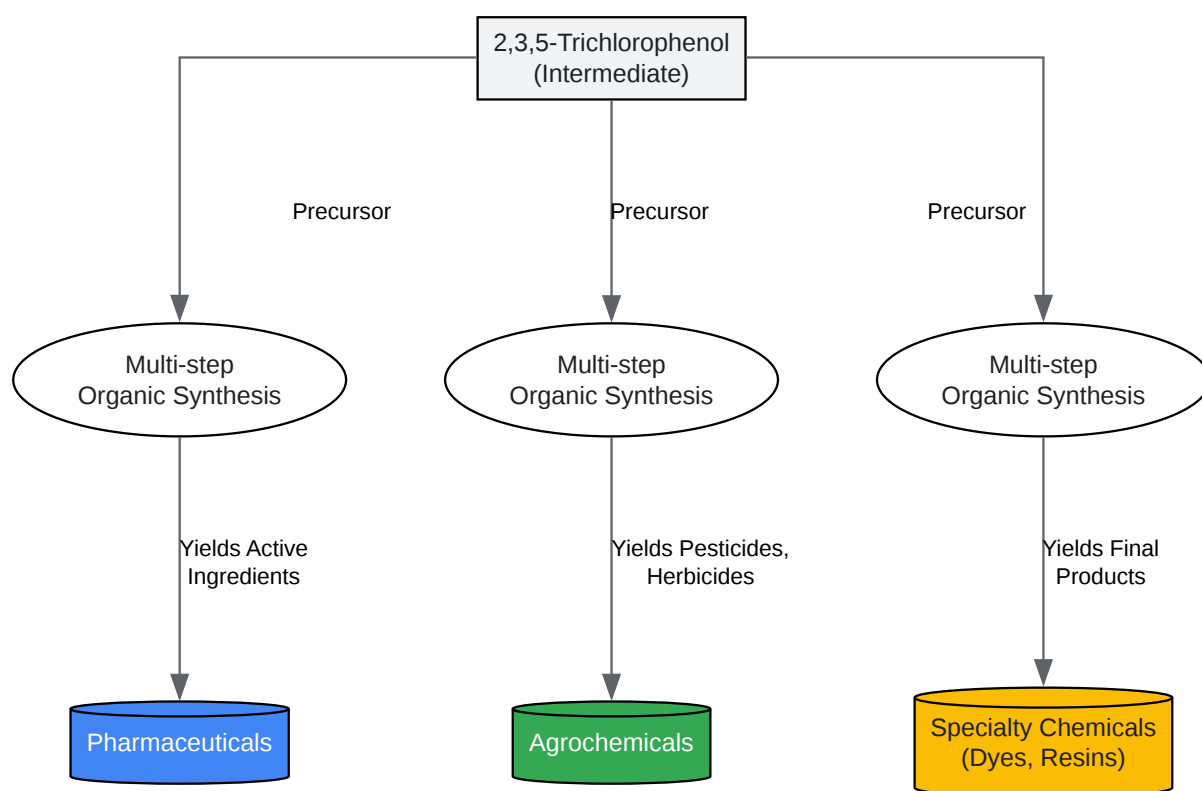 2,3,5-Trichlorophenol
(Intermediate)
Precursor
Precursor
Precursor
Multi-step
Organic Synthesis
Multi-step
Organic Synthesis
Multi-step
Organic Synthesis
Yields Active
Ingredients
Yields Pesticides,
Herbicides
Yields Final
Products
Pharmaceuticals
Agrochemicals
Specialty Chemicals
(Dyes, Resins)